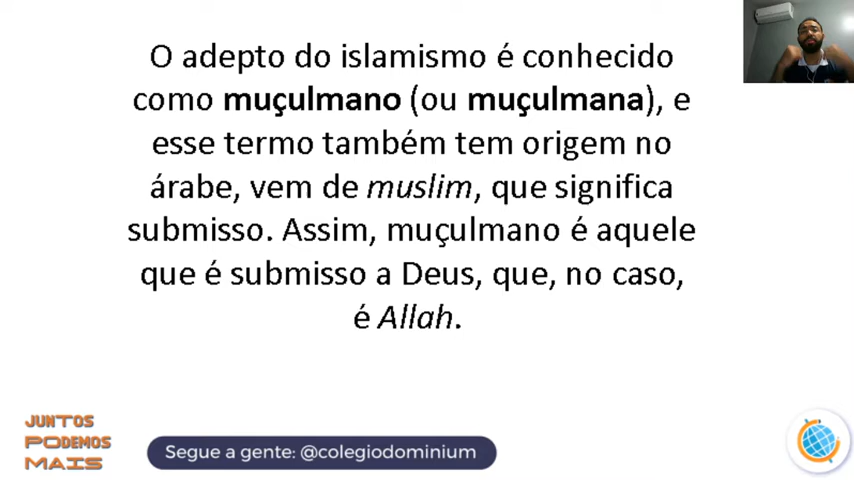 O adepto do islamismo é conhecido
como muçulmano (ou muçulmana), e
esse termo também tem origem no
árabe, vem de muslim, que significa
submisso. Assim, muçulmano é aquele
que é submisso a Deus, que, no caso,
é Allah.
JUNTOS
PODEMOS
MAIS
Segue a gente: @colegiodominium